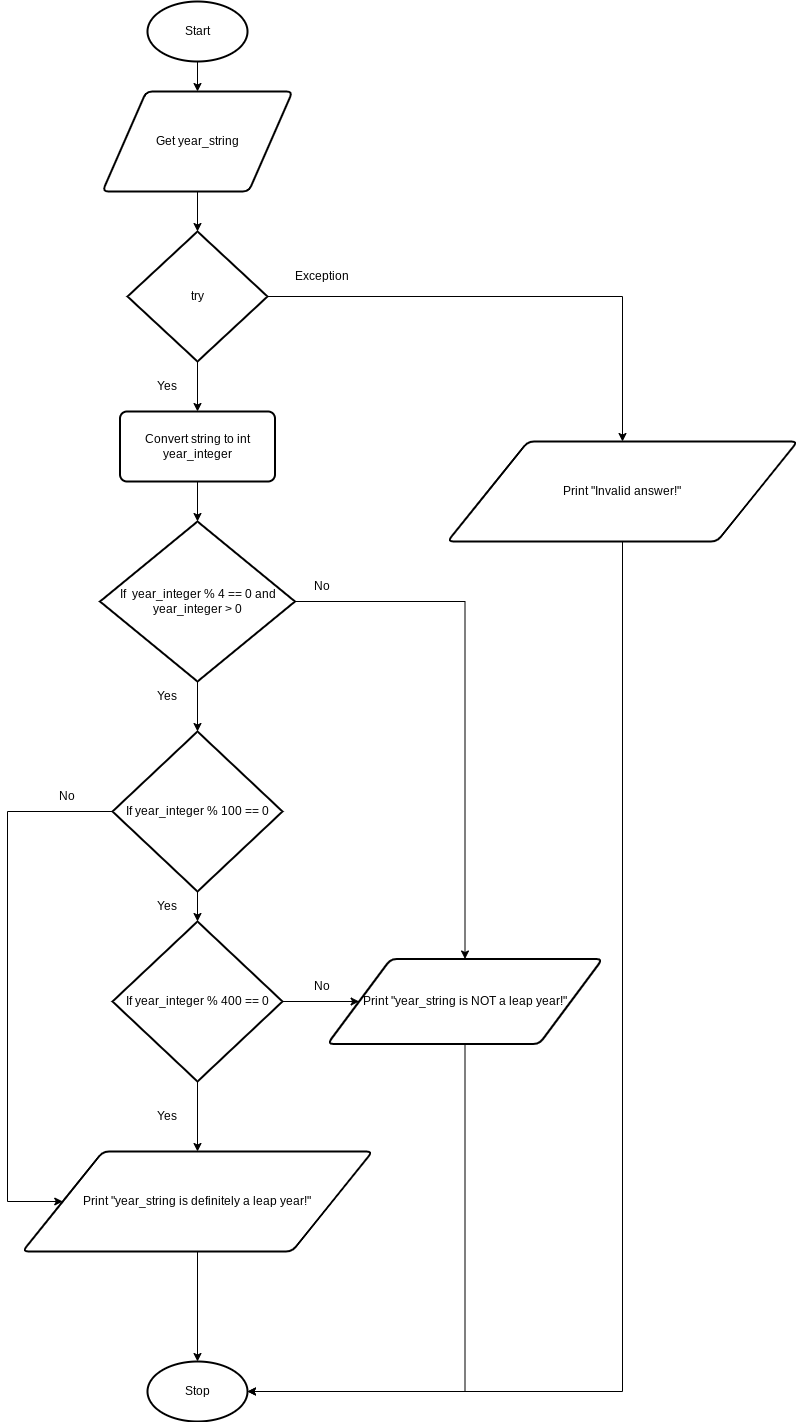 Start
Get year_string
try
Exception
Yes
Convert string to int
year_integer
Print "Invalid answer!"
If  year_integer % 4 == 0 and
year_integer > 0
No
Yes
If year_integer % 100 == 0
No
Yes
If year_integer % 400 == 0
No
Print "year_string is NOT a leap year!"
Yes
Print "year_string is definitely a leap year!"
Stop